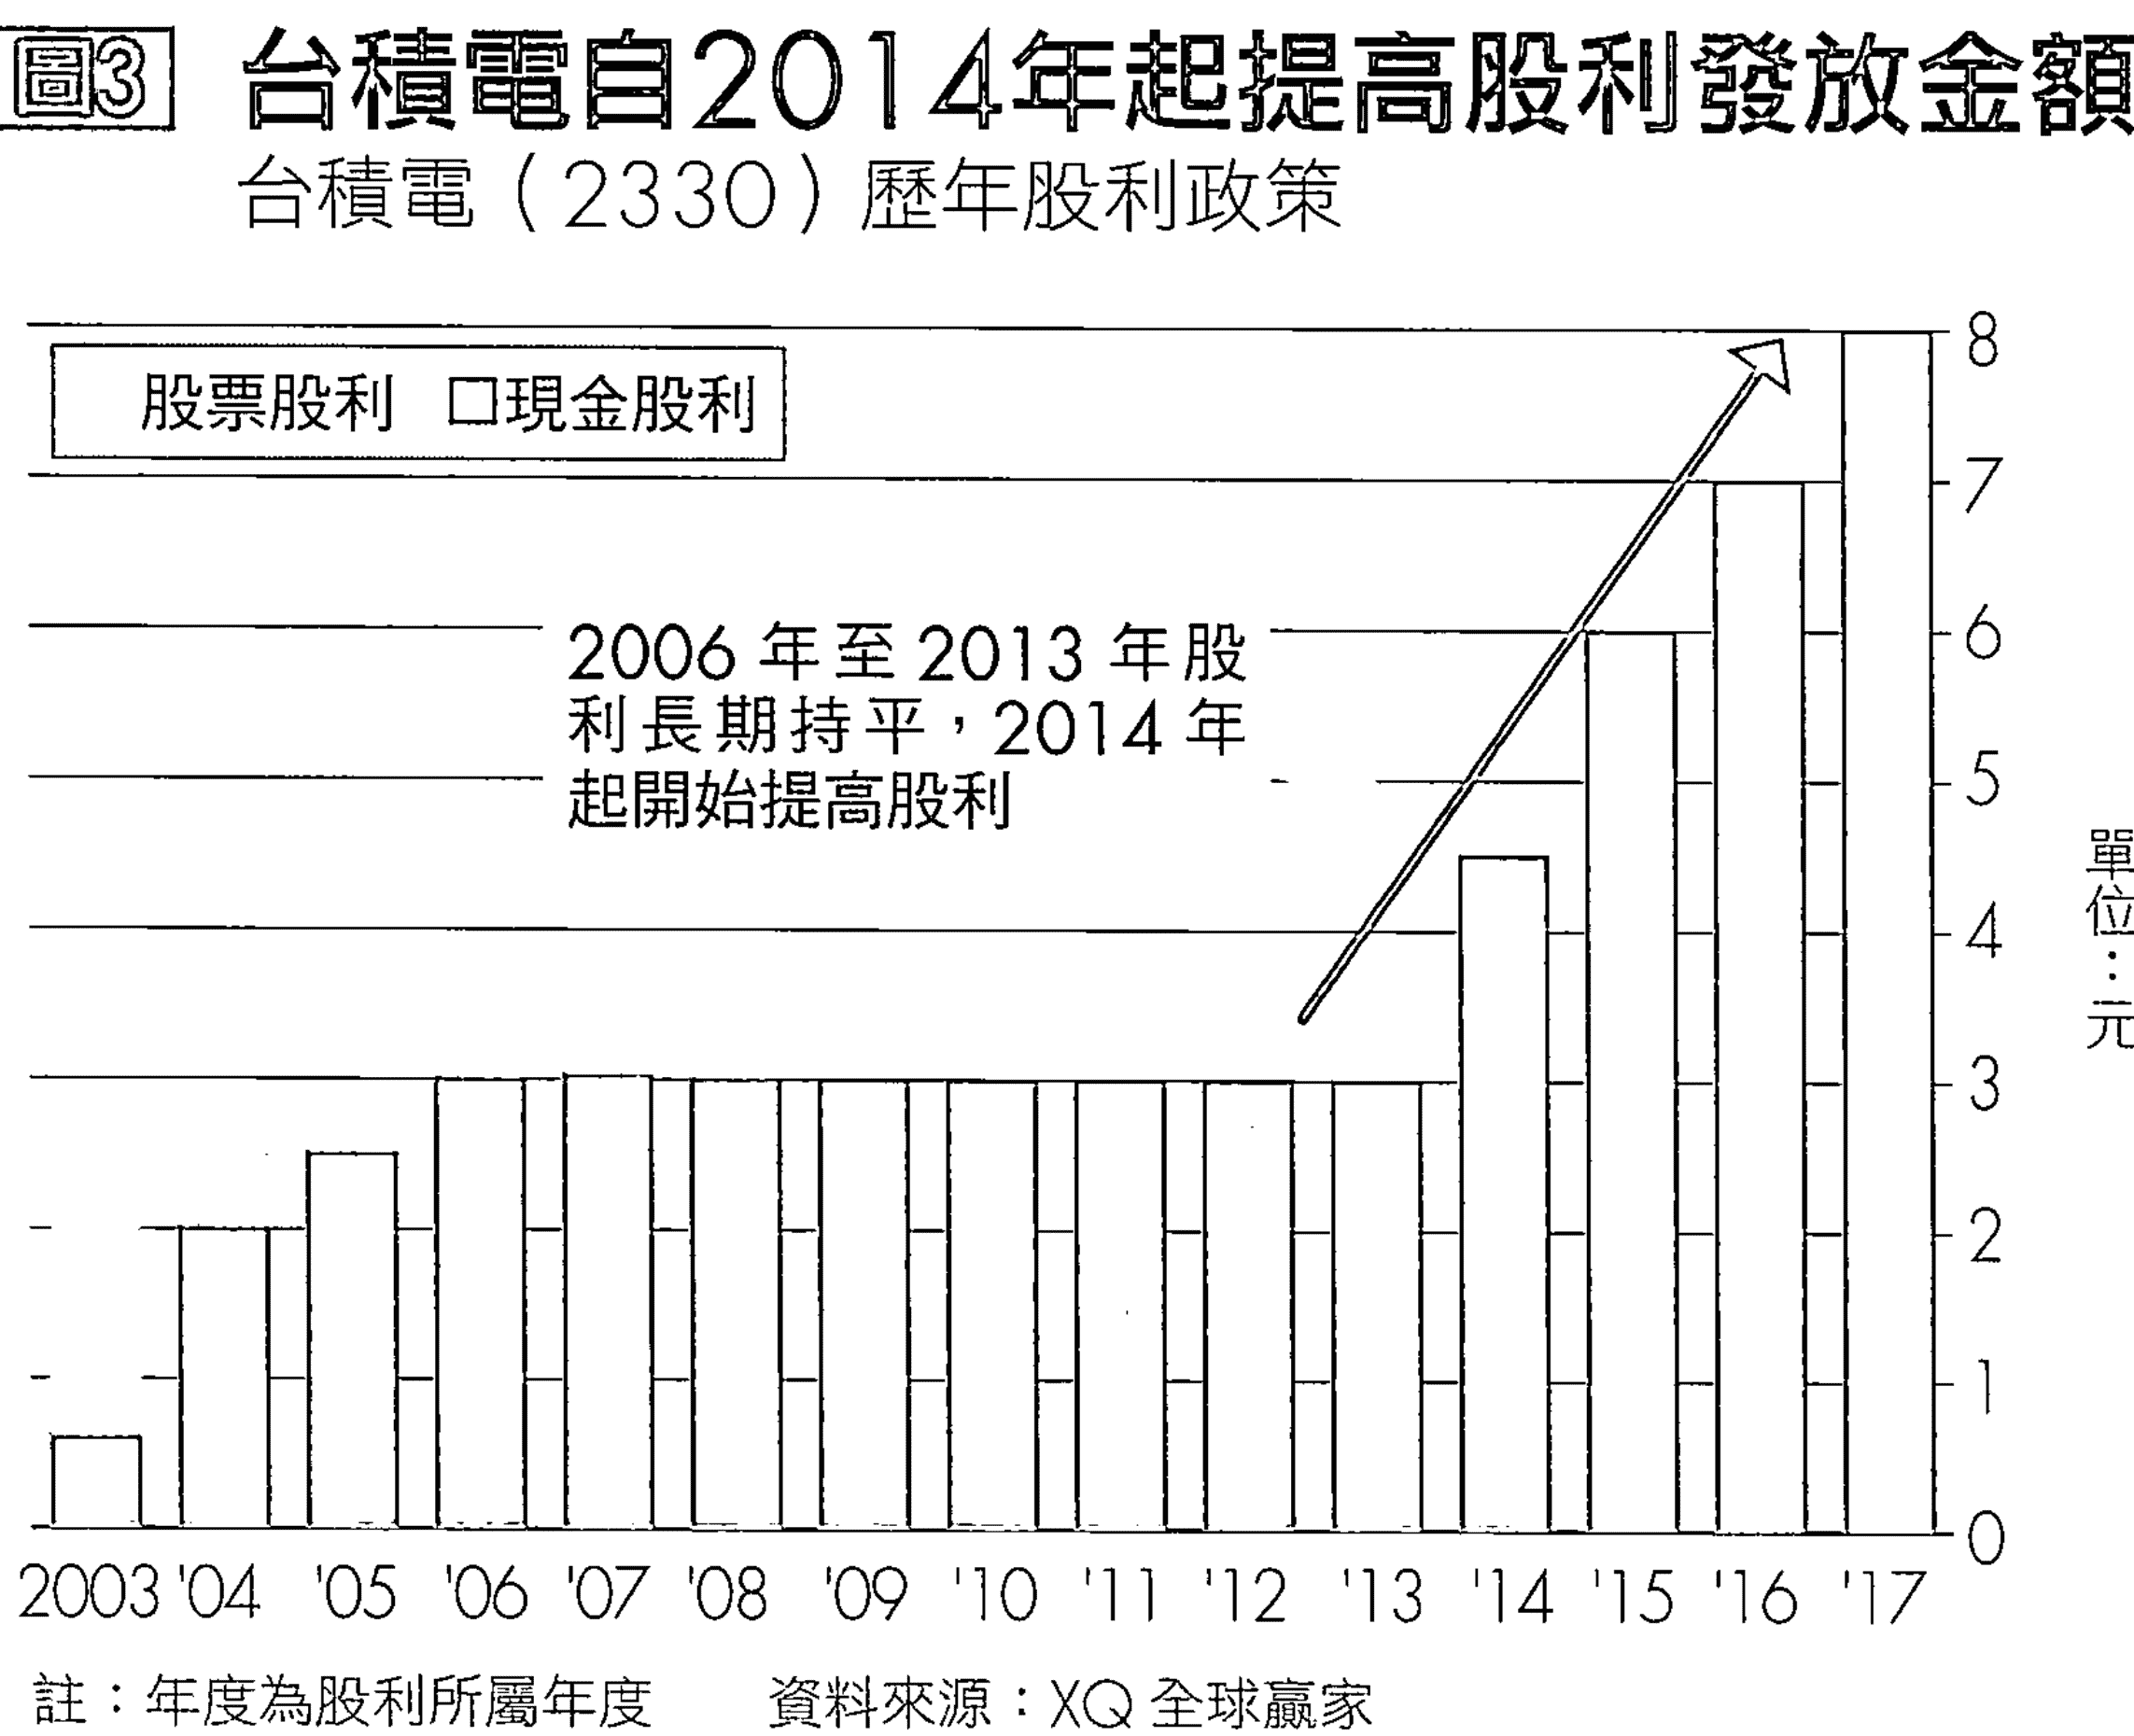 圖3 台積電自2014年起提高股利發放金額
台積電（2330）歷年股利政策
股票股利 現金股利
8
7
6
5
4
3
2
1
0
單位：元
2006 年至 2013 年股
利長期持平，2014 年
起開始提高股利
2003 '04 '05 '06 '07 '08 '09 '10 '11 '12 '13 '14 '15 '16 '17
註：年度為股利所屬年度 資料來源：XQ 全球贏家